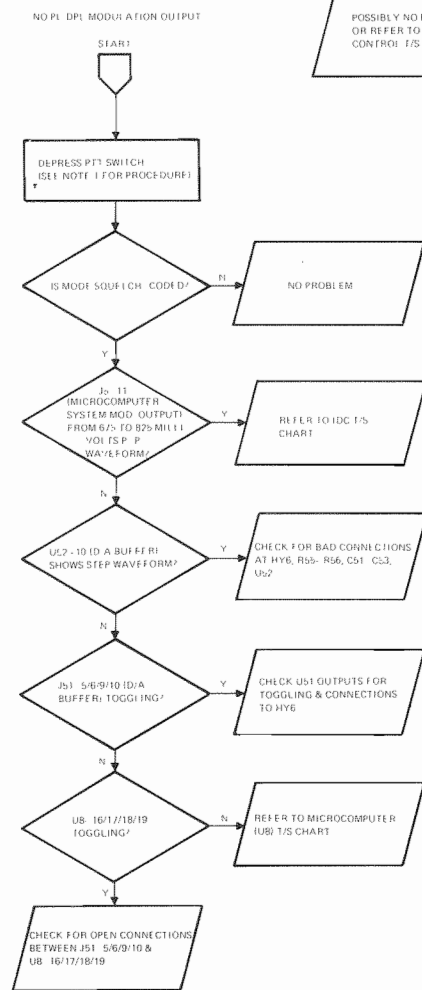 NO PL DPL MODULATION OUTPUT
START
POSSIBLY NO
OR REFER TO
CONTROL T/S
DEPRESS PTT SWITCH
(SEE NOTE 1 FOR PROCEDURE)
*
IS MODE SQUELCH CODED?
N
NO PROBLEM
Y
J5 11
(MICROCOMPUTER
SYSTEM MOD OUTPUT)
FROM 675 TO 825 MILLI
VOLTS P P
WAVEFORM?
Y
REFER TO IDC T/S
CHART
N
U52 - 10 (D A BUFFER)
SHOWS STEP WAVEFORM?
Y
CHECK FOR BAD CONNECTIONS
AT HY6, R55- R56, C51 C53,
U52
N
J51 5/6/9/10 (D/A
BUFFER) TOGGLING?
Y
CHECK U51 OUTPUTS FOR
TOGGLING & CONNECTIONS
TO HY6
N
U8- 16/17/18/19
TOGGLING?
N
REFER TO MICROCOMPUTER
(U8) T/S CHART
Y
CHECK FOR OPEN CONNECTIONS
BETWEEN J51 5/6/9/10 &
U8 16/17/18/19